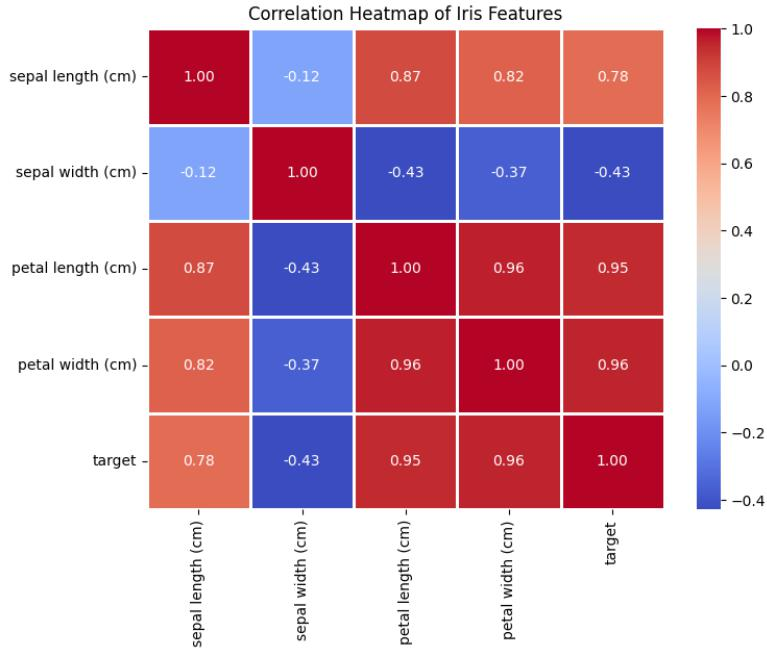 Correlation Heatmap of Iris Features
sepal length (cm) 1.00 -0.12 0.87 0.82 0.78
sepal width (cm) -0.12 1.00 -0.43 -0.37 -0.43
petal length (cm) 0.87 -0.43 1.00 0.96 0.95
petal width (cm) 0.82 -0.37 0.96 1.00 0.96
target 0.78 -0.43 0.95 0.96 1.00
sepal length (cm)
sepal width (cm)
petal length (cm)
petal width (cm)
target
1.0
0.8
0.6
0.4
0.2
0.0
−0.2
−0.4